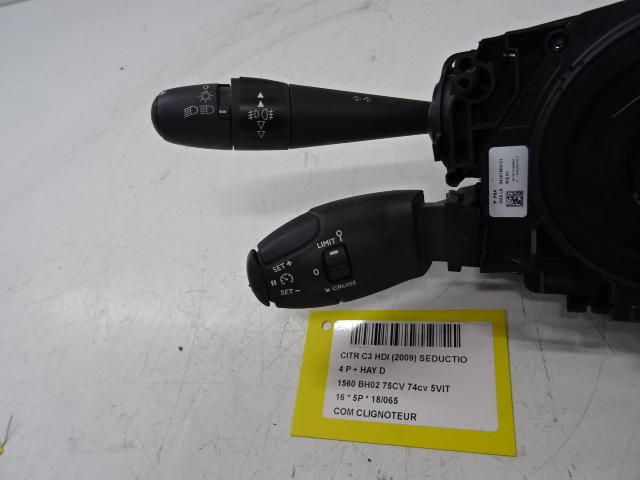 LIMIT
SET +
0
SET -
CRUISE
CITR C3 HDI (2009) SEDUCTIO
4 P + HAY D
1560 BH02 75CV 74cv 5VIT
16 * 5P * 18/065
COM CLIGNOTEUR